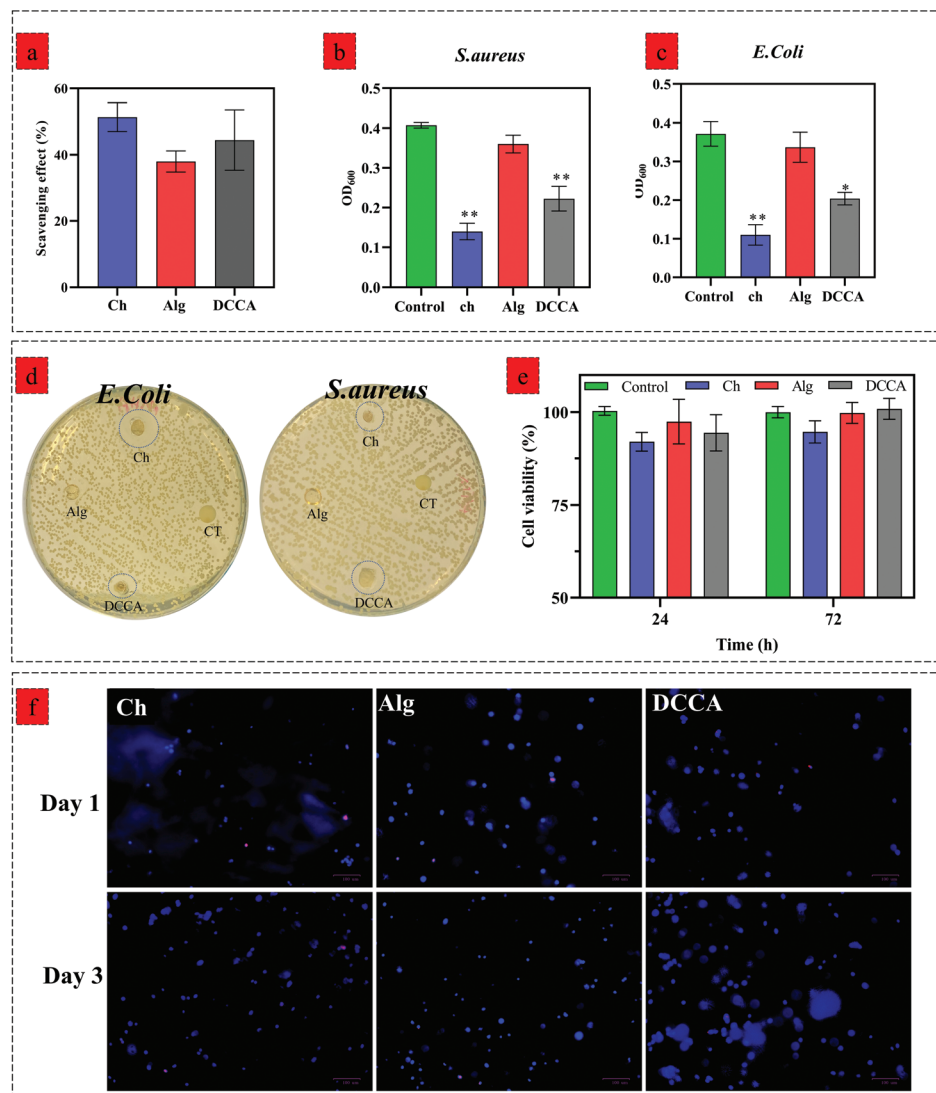 a
Scavenging effect (%)
60
40
20
0
Ch Alg DCCA
b
S.aureus
OD600
0.5
0.4
0.3
0.2
0.1
0.0
**
**
Control ch Alg DCCA
c
E.Coli
OD600
0.5
0.4
0.3
0.2
0.1
0.0
**
*
Control ch Alg DCCA
d
E.Coli
Ch
Alg
CT
DCCA
S.aureus
Ch
Alg
CT
DCCA
e
Control Ch Alg DCCA
Cell viability (%)
100
75
50
24 72
Time (h)
f
Ch Alg DCCA
Day 1
Day 3